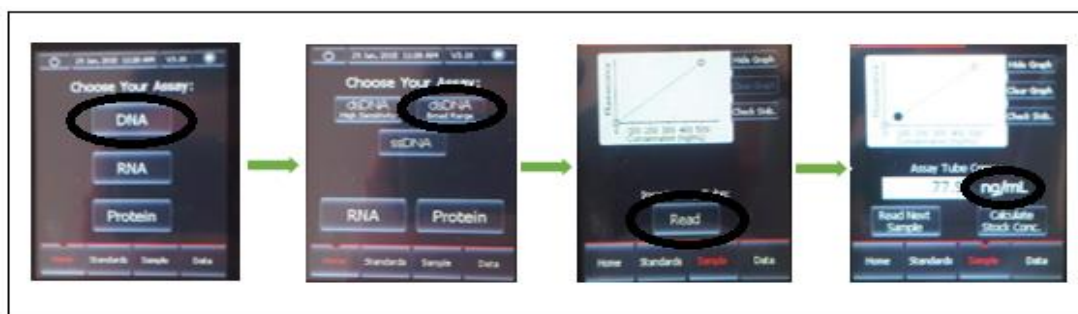 Choose Your Assay:
DNA
RNA
Protein
Home Standards Sample Data
Choose Your Assay:
dsDNA
High Sensitivity
dsDNA
Broad Range
ssDNA
RNA Protein
Home Standards Sample Data
Hide Graph
Clear Graph
Check Stds.
Fluorescence
Read
Home Standards Sample Data
Hide Graph
Clear Graph
Check Stds.
Fluorescence
Assay Tube
ng/mL
Read Next
Sample
Calculate
Stock Conc.
Home Standards Sample Data